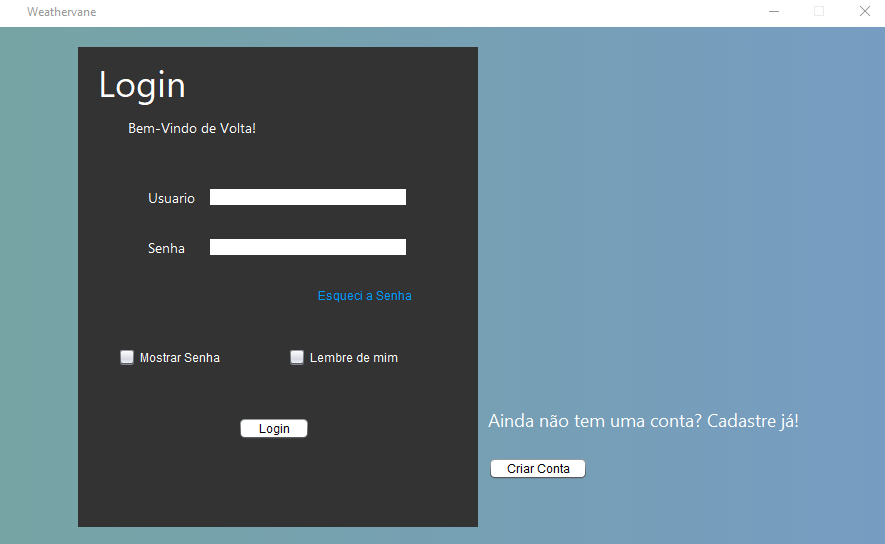 Weathervane
Login
Bem-Vindo de Volta!
Usuario
Senha
Esqueci a Senha
Mostrar Senha
Lembre de mim
Login
Ainda não tem uma conta? Cadastre já!
Criar Conta